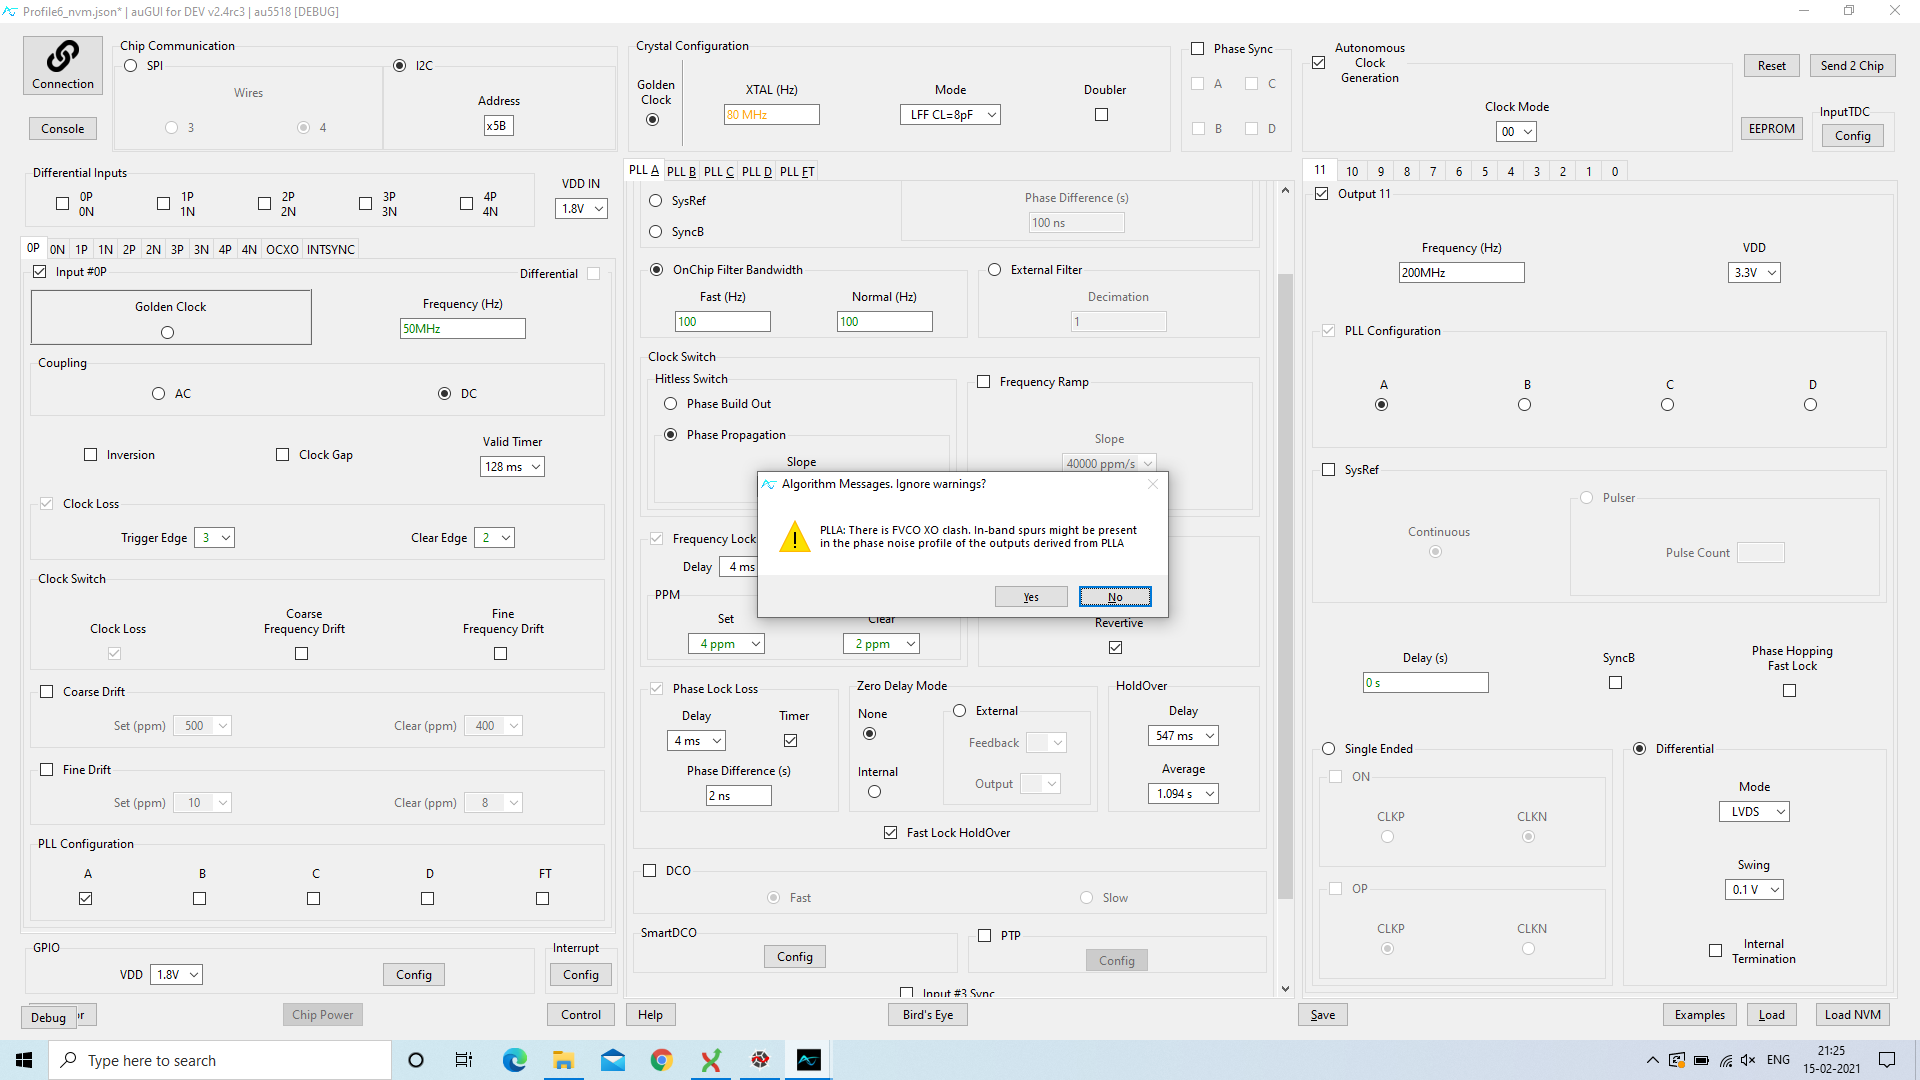 Profile6_nvm.json* | auGUI for DEV v2.4rc3 | au5518 [DEBUG]
Connection
Console
Chip Communication
SPI
Wires
3
4
I2C
Address
x5B
Crystal Configuration
Golden
Clock
XTAL (Hz)
80 MHz
Mode
LFF CL=8pF
Doubler
Phase Sync
A
C
B
D
Autonomous
Clock
Generation
Clock Mode
00
Reset
Send 2 Chip
EEPROM
InputTDC
Config
Differential Inputs
0P
0N
1P
1N
2P
2N
3P
3N
4P
4N
VDD IN
1.8V
0P 0N 1P 1N 2P 2N 3P 3N 4P 4N OCXO INTSYNC
Input #0P
Differential
Golden Clock
Frequency (Hz)
50MHz
Coupling
AC
DC
Inversion
Clock Gap
Valid Timer
128 ms
Clock Loss
Trigger Edge 3
Clear Edge 2
Clock Switch
Clock Loss
Coarse
Frequency Drift
Fine
Frequency Drift
Coarse Drift
Set (ppm) 500
Clear (ppm) 400
Fine Drift
Set (ppm) 10
Clear (ppm) 8
PLL Configuration
A
B
C
D
FT
GPIO
VDD 1.8V
Config
Interrupt
Config
PLL A PLL B PLL C PLL D PLL FT
SysRef
SyncB
Phase Difference (s)
100 ns
OnChip Filter Bandwidth
Fast (Hz)
100
Normal (Hz)
100
External Filter
Decimation
1
Clock Switch
Hitless Switch
Phase Build Out
Phase Propagation
Slope
Frequency Ramp
Slope
40000 ppm/s
Algorithm Messages. Ignore warnings?
PLLA: There is FVCO XO clash. In-band spurs might be present
in the phase noise profile of the outputs derived from PLLA
Yes
No
Frequency Lock
Delay 4 ms
PPM
Set
4 ppm
Clear
2 ppm
Revertive
Phase Lock Loss
Delay
4 ms
Timer
Phase Difference (s)
2 ns
Zero Delay Mode
None
Internal
External
Feedback
Output
HoldOver
Delay
547 ms
Average
1.094 s
Fast Lock HoldOver
DCO
Fast
Slow
SmartDCO
Config
PTP
Config
Input #3 Sync
11 10 9 8 7 6 5 4 3 2 1 0
Output 11
Frequency (Hz)
200MHz
VDD
3.3V
PLL Configuration
A
B
C
D
SysRef
Continuous
Pulser
Pulse Count
Delay (s)
0 s
SyncB
Phase Hopping
Fast Lock
Single Ended
ON
CLKP
CLKN
OP
CLKP
CLKN
Differential
Mode
LVDS
Swing
0.1 V
Internal
Termination
Debug
or
Chip Power
Control
Help
Bird's Eye
Save
Examples
Load
Load NVM
Type here to search
ENG
21:25
15-02-2021